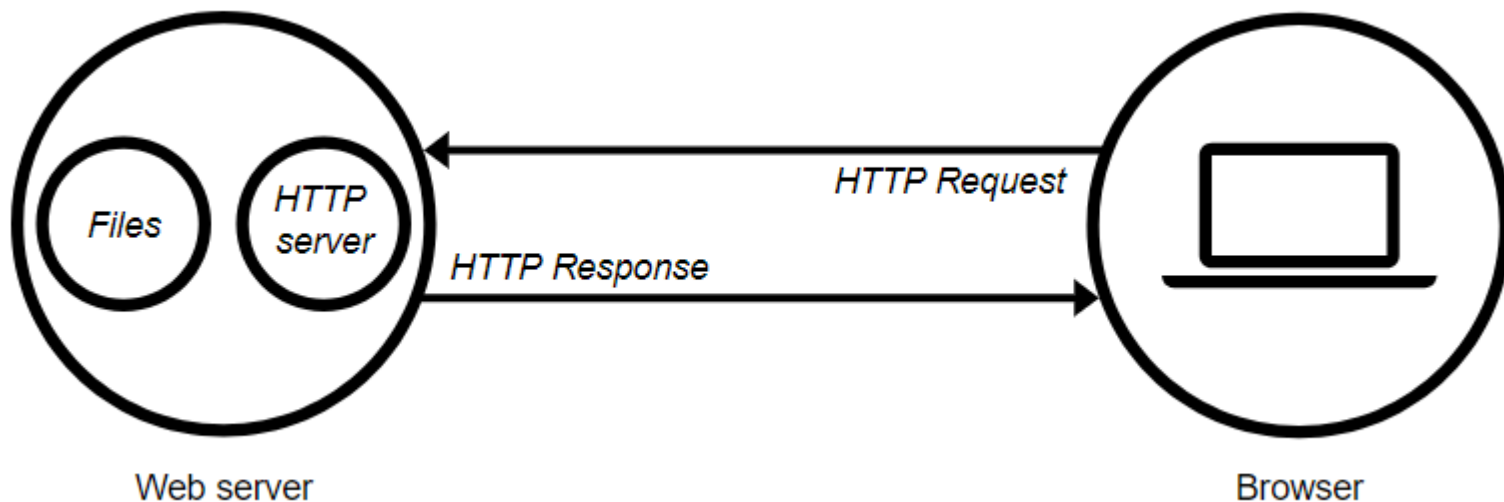 HTTP Request
Files
HTTP
server
HTTP Response
Web server
Browser